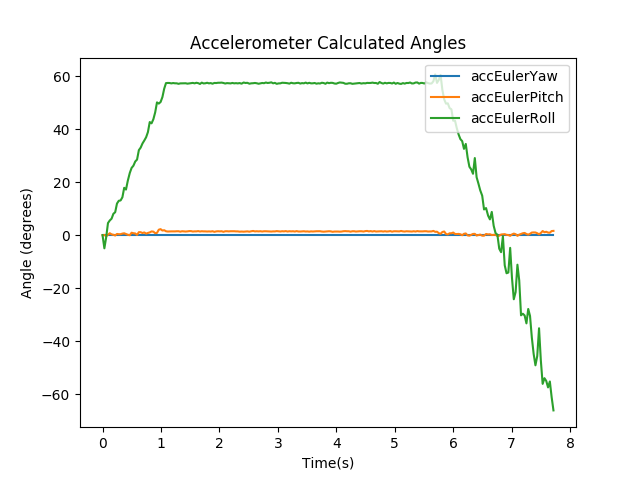 Accelerometer Calculated Angles
accEulerYaw
accEulerPitch
accEulerRoll
Angle (degrees)
60
40
20
0
−20
−40
−60
0 1 2 3 4 5 6 7 8
Time(s)